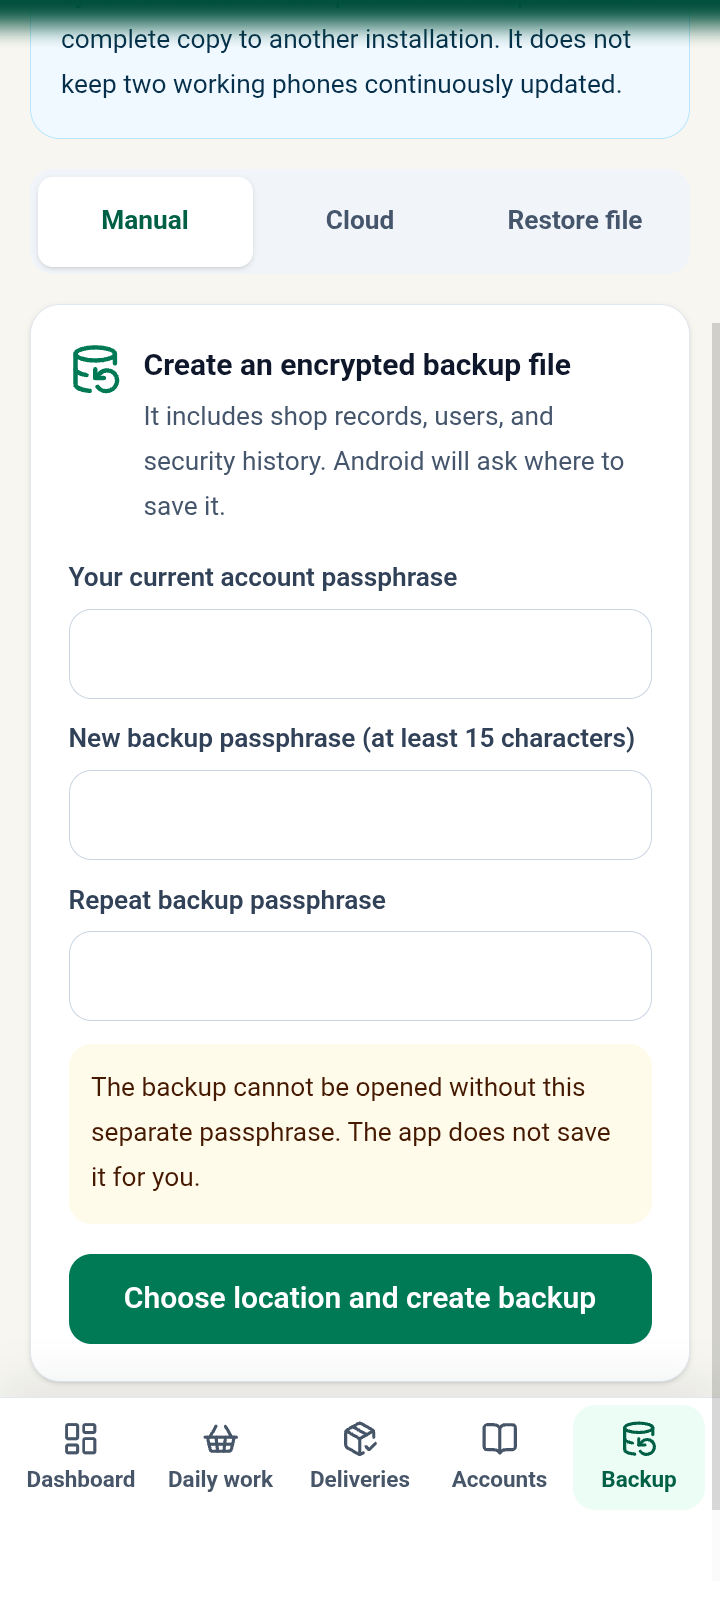 complete copy to another installation. It does not
keep two working phones continuously updated.
Manual
Cloud
Restore file
Create an encrypted backup file
It includes shop records, users, and
security history. Android will ask where to
save it.
Your current account passphrase
New backup passphrase (at least 15 characters)
Repeat backup passphrase
The backup cannot be opened without this
separate passphrase. The app does not save
it for you.
Choose location and create backup
Dashboard
Daily work
Deliveries
Accounts
Backup